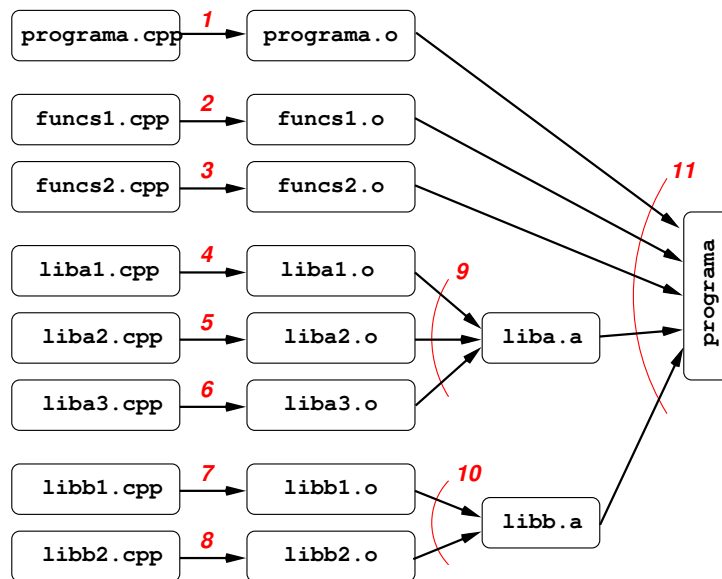 1
programa.cpp programa.o
2
funcs1.cpp funcs1.o
3 11
funcs2.cpp funcs2.o
4 9
liba1.cpp liba1.o
programa
5
liba2.cpp liba2.o liba.a
6
liba3.cpp liba3.o
7 10
libb1.cpp libb1.o
libb.a
8
libb2.cpp libb2.o